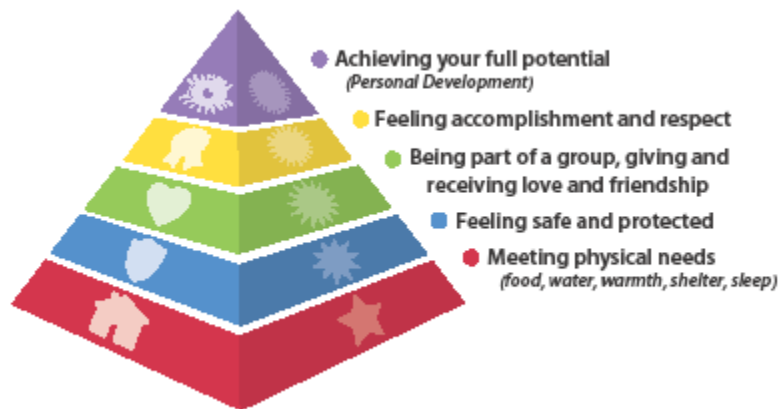 Achieving your full potential
(Personal Development)
Feeling accomplishment and respect
Being part of a group, giving and
receiving love and friendship
Feeling safe and protected
Meeting physical needs
(food, water, warmth, shelter, sleep)